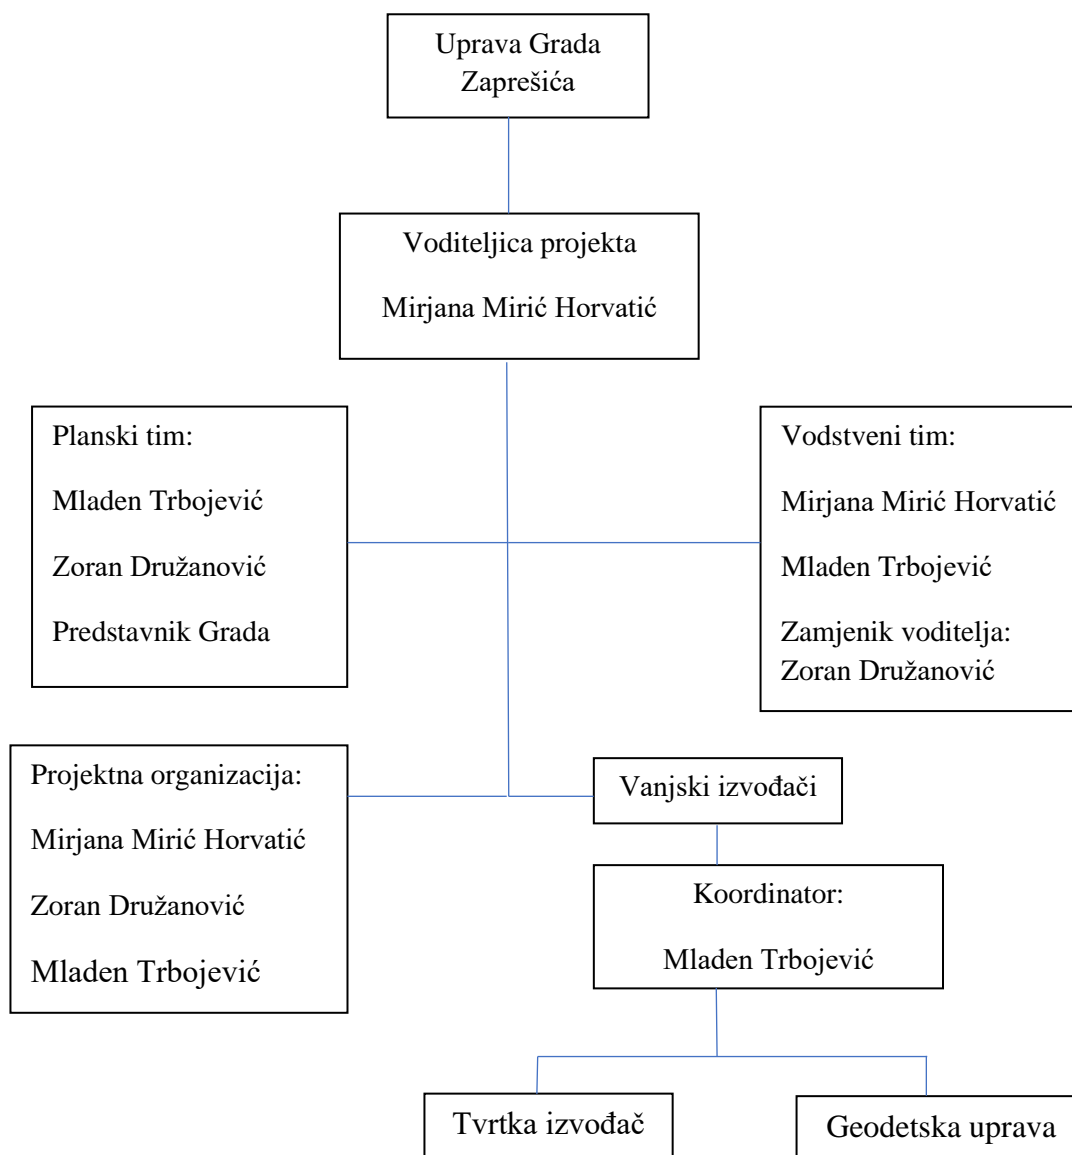 Uprava Grada
Zaprešića
Voditeljica projekta
Mirjana Mirić Horvatić
Planski tim:
Mladen Trbojević
Zoran Družanović
Predstavnik Grada
Vodstveni tim:
Mirjana Mirić Horvatić
Mladen Trbojević
Zamjenik voditelja:
Zoran Družanović
Projektna organizacija:
Mirjana Mirić Horvatić
Zoran Družanović
Mladen Trbojević
Vanjski izvođači
Koordinator:
Mladen Trbojević
Tvrtka izvođač
Geodetska uprava